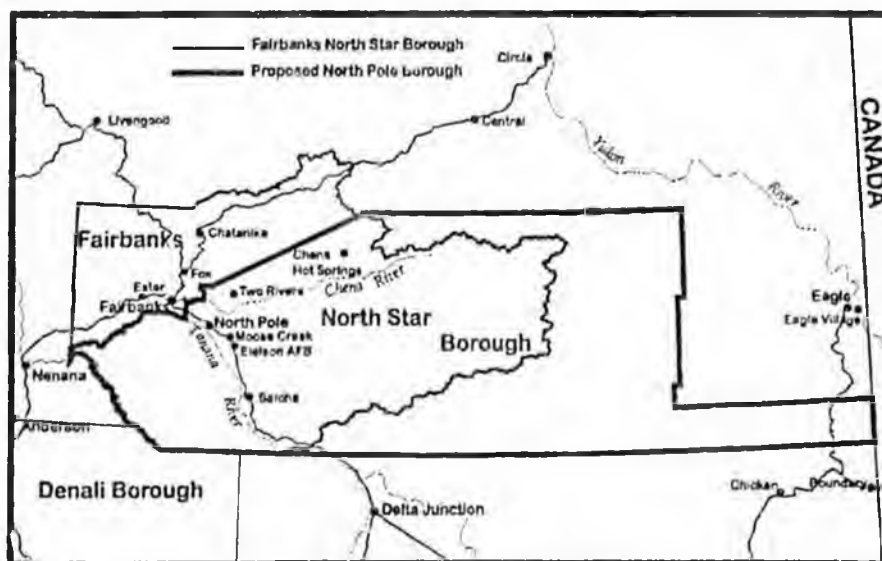 Fairbanks North Star Borough
Proposed North Pole Borough
Circle
CANADA
Livengood
Central
Yukon
River
Fairbanks
Chatanika
Chena
Hot Springs
Fox
Chena River
Ester
Two Rivers
Fairbanks
Eagle
Eagle Village
North Pole
North Star
Moose Creek
Borough
Eielson AFB
Tanana
River
Nenana
Salcha
Anderson
Denali Borough
Chicken
Boundary
Delta Junction